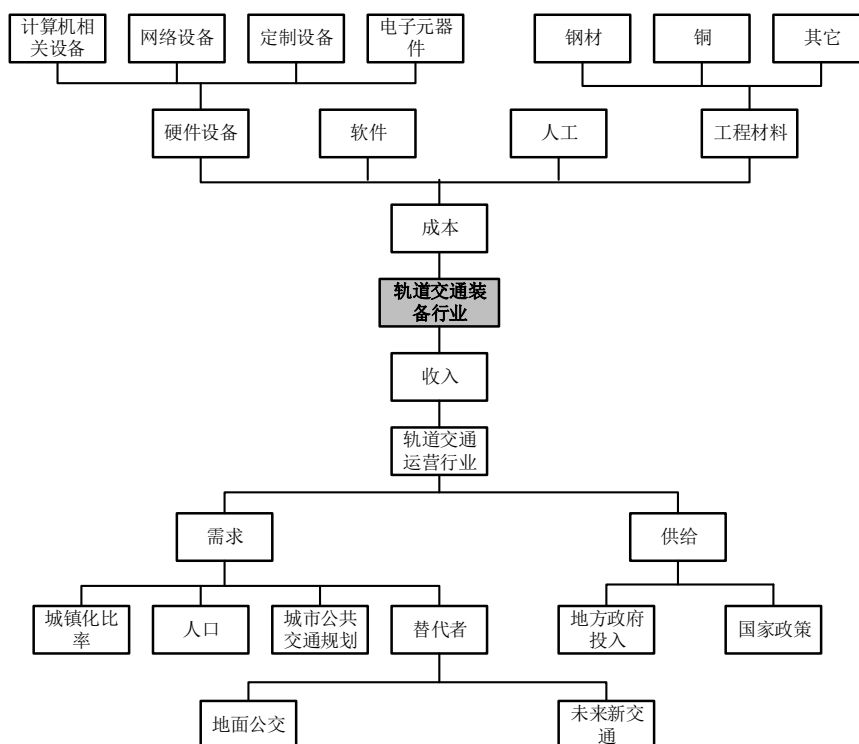 计算机相
关设备
网络设备
定制设备
电子元器
件
钢材
铜
其它
硬件设备
软件
人工
工程材料
成本
轨道交通装
备行业
收入
轨道交通
运营行业
需求
供给
城镇化比
率
人口
城市公共
交通规划
替代者
地方政府
投入
国家政策
地面公交
未来新交
通